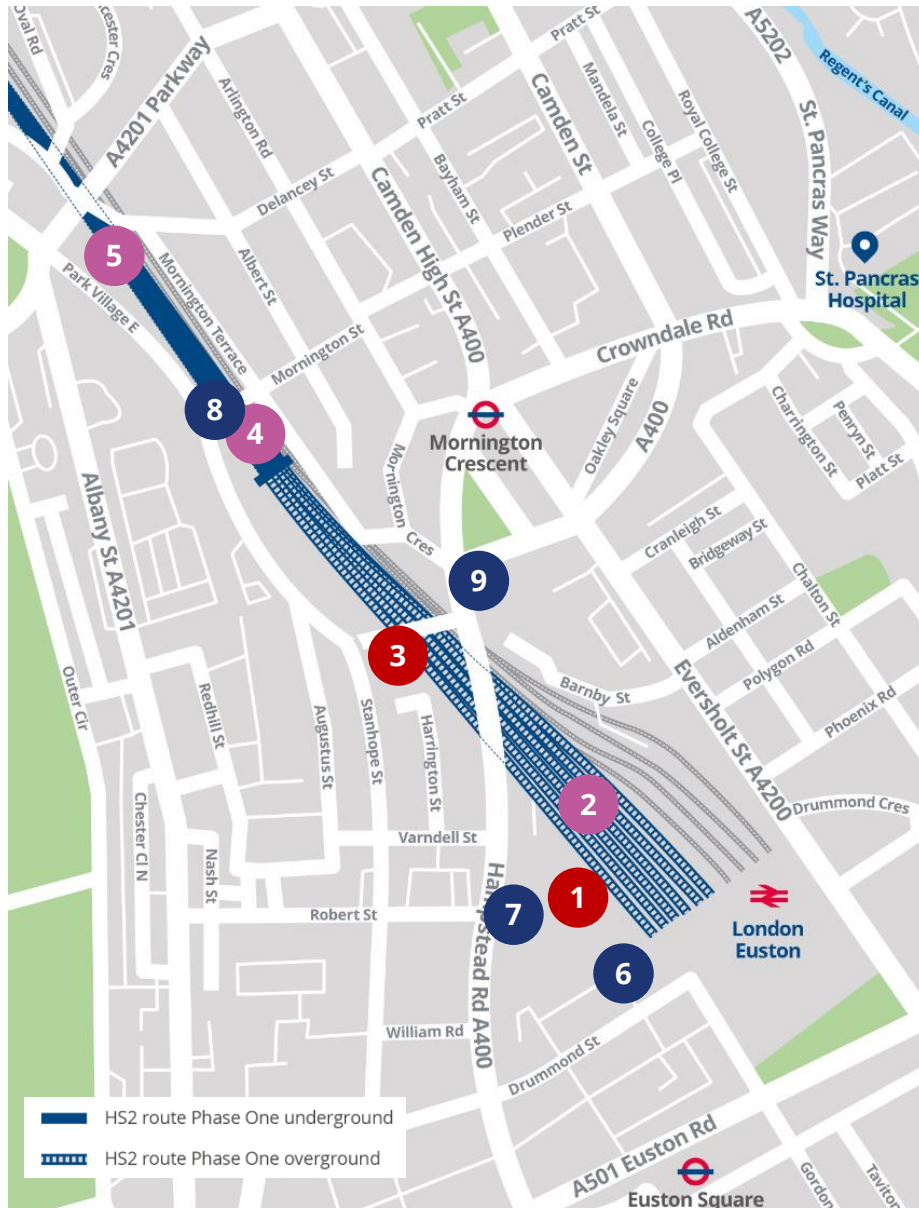 Oval Rd
cester Cres
A4201 Parkway
Arlington Rd
Pratt St
Pratt St
A5202
Regent's Canal
Delancey St
Camden High St A400
Bayham St
Camden St
Mandela St
College Pl
Royal College St
St. Pancras Way
Plender St
5
Albert St
St. Pancras
Hospital
Park Village E
Mornington Terrace
Mornington St
Crowndale Rd
8
4
Mornington
Crescent
Oakley Square
A400
Charrington St
Penryn St
Platt St
Mornington
Cres
Albany St A4201
Cranleigh St
Bridgeway St
9
Chalton St
Aldenham St
3
Polygon Rd
Outer Cir
Redhill St
Augustus St
Stanhope St
Harrington St
Barnby St
Eversholt St A4200
Phoenix Rd
2
Drummond Cres
Chester Cl N
Nash St
Varndell St
1
7
Robert St
Hampstead Rd A400
London
Euston
6
William Rd
Drummond St
HS2 route Phase One underground
HS2 route Phase One overground
A501 Euston Rd
Euston Square
Gordon
Taviton